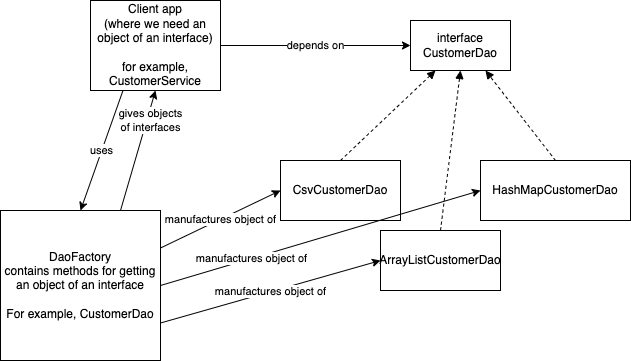 Client app
(where we need an
object of an interface)
for example,
CustomerService
depends on
interface
CustomerDao
gives objects
of interfaces
uses
CsvCustomerDao
HashMapCustomerDao
manufactures object of
DaoFactory
contains methods for getting
an object of an interface
For example, CustomerDao
manufactures object of
ArrayListCustomerDao
manufactures object of